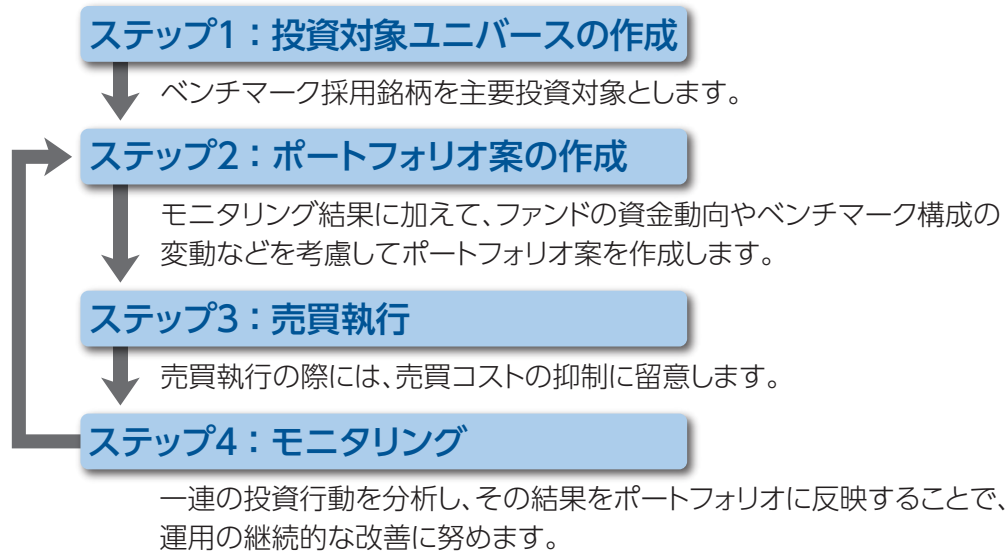 ステップ1：投資対象ユニバースの作成
ベンチマーク採用銘柄を主要投資対象とします。
ステップ2：ポートフォリオ案の作成
モニタリング結果に加えて、ファンドの資金動向やベンチマーク構成の
変動などを考慮してポートフォリオ案を作成します。
ステップ3：売買執行
売買執行の際には、売買コストの抑制に留意します。
ステップ4：モニタリング
一連の投資行動を分析し、その結果をポートフォリオに反映することで、
運用の継続的な改善に努めます。